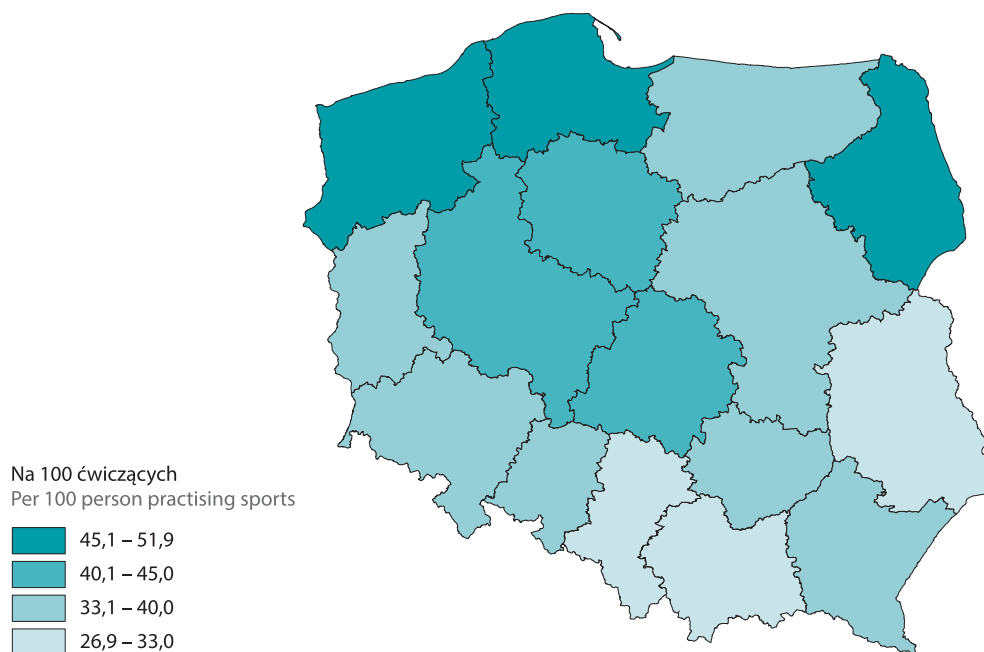 Na 100 ćwiczących
Per 100 person practising sports
45,1 – 51,9
40,1 – 45,0
33,1 – 40,0
26,9 – 33,0